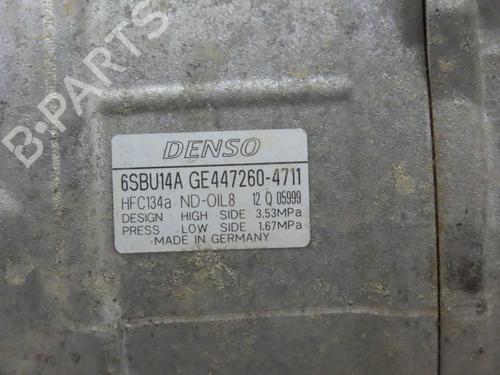 B-PARTS
DENSO
6SBU14A GE447260-4711
HFC134a ND-OIL8 12 Q 05999
DESIGN HIGH SIDE 3.53MPa
PRESS LOW SIDE 1.67MPa
MADE IN GERMANY